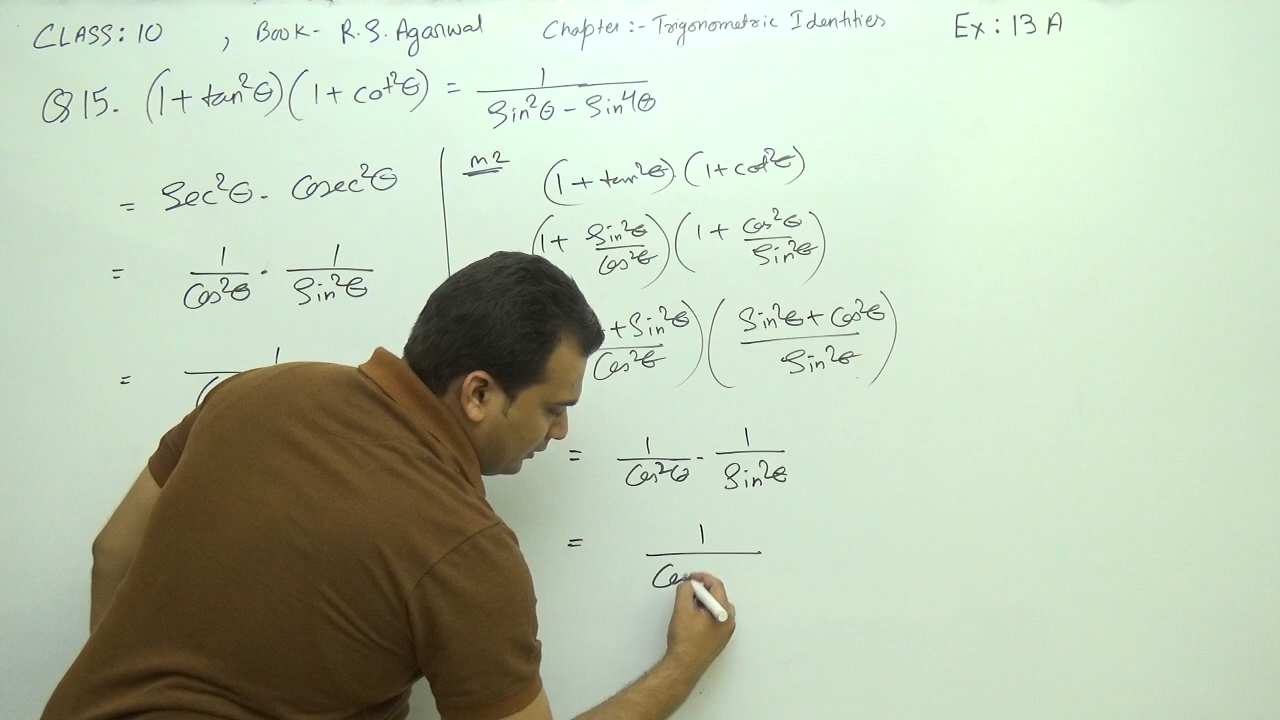 CLASS: 10 , Book- R.S. Agarwal Chapter :- Trigonometric Identities Ex: 13 A
Q 15. (1 + tan²θ)(1 + cot²θ) = 1 / (Sin²θ - Sin⁴θ)
= Sec²θ . Cosec²θ
= 1/Cos²θ . 1/Sin²θ
= 1
M2 (1 + tan²θ)(1 + cot²θ)
(1 + Sin²θ/Cos²θ)(1 + Cos²θ/Sin²θ)
+ Sin²θ / Cos²θ) ((Sin²θ + Cos²θ) / Sin²θ)
= 1/Cos²θ . 1/Sin²θ
= 1 / Cos